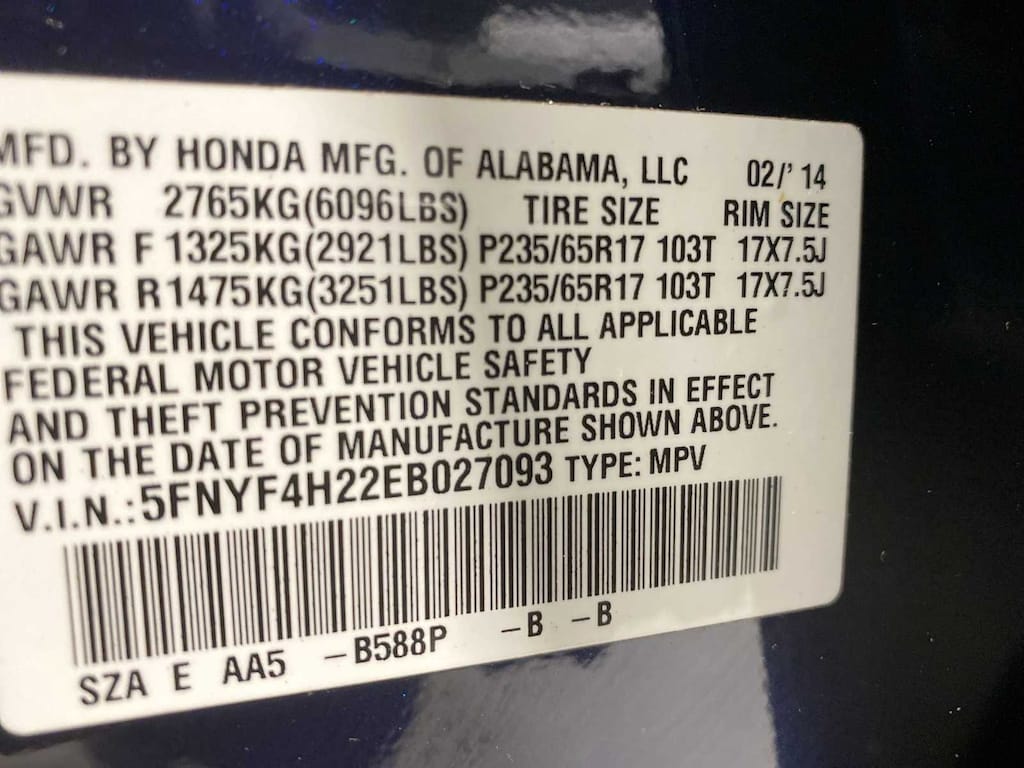 MFD. BY HONDA MFG. OF ALABAMA, LLC 02/' 14
GVWR 2765KG(6096LBS) TIRE SIZE RIM SIZE
GAWR F 1325KG(2921LBS) P235/65R17 103T 17X7.5J
GAWR R 1475KG(3251LBS) P235/65R17 103T 17X7.5J
THIS VEHICLE CONFORMS TO ALL APPLICABLE
FEDERAL MOTOR VEHICLE SAFETY
AND THEFT PREVENTION STANDARDS IN EFFECT
ON THE DATE OF MANUFACTURE SHOWN ABOVE.
V.I.N.: 5FNYF4H22EB027093 TYPE: MPV
SZA E AA5 –B588P –B –B